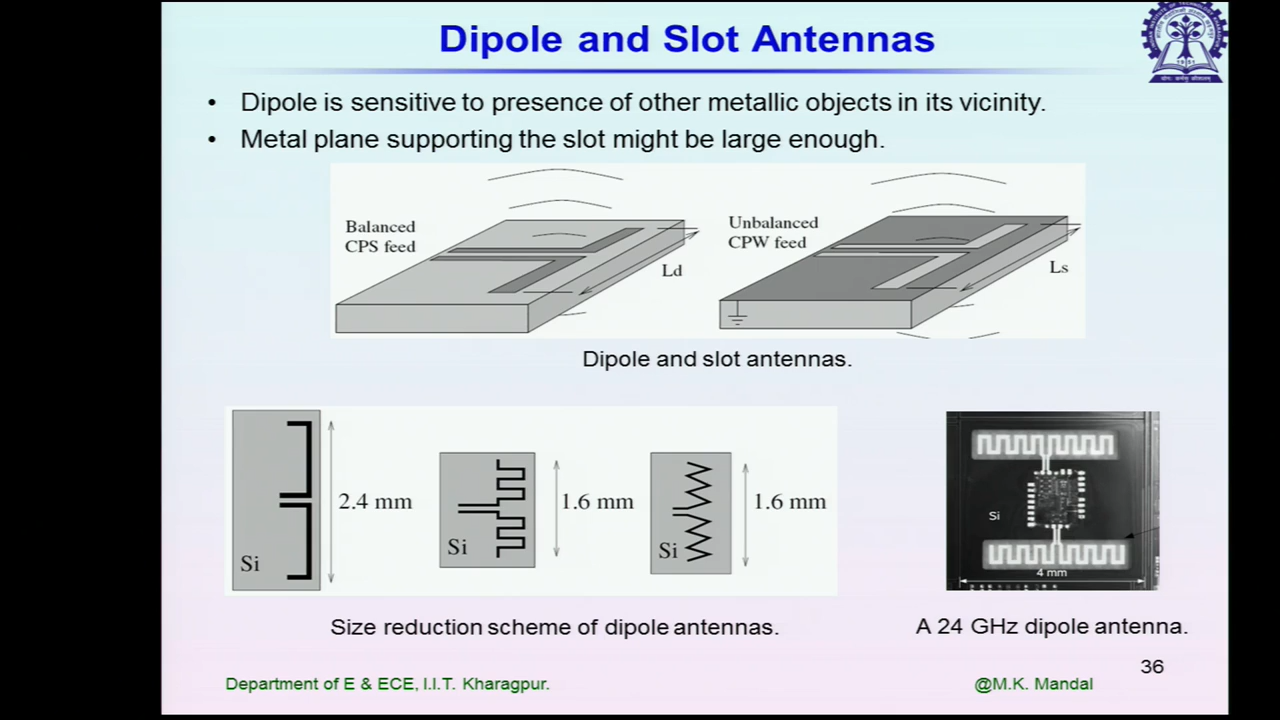 Dipole and Slot Antennas
• Dipole is sensitive to presence of other metallic objects in its vicinity.
• Metal plane supporting the slot might be large enough.
Balanced
CPS feed
Ld
Unbalanced
CPW feed
Ls
Dipole and slot antennas.
2.4 mm
Si
1.6 mm
Si
1.6 mm
Si
Si
4 mm
Size reduction scheme of dipole antennas.
A 24 GHz dipole antenna.
36
Department of E & ECE, I.I.T. Kharagpur.
@M.K. Mandal